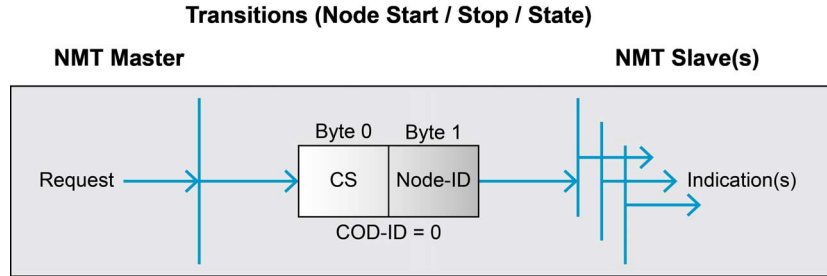 Transitions (Node Start / Stop / State)
NMT Master
NMT Slave(s)
Byte 0
Byte 1
Request
CS
Node-ID
Indication(s)
COD-ID = 0